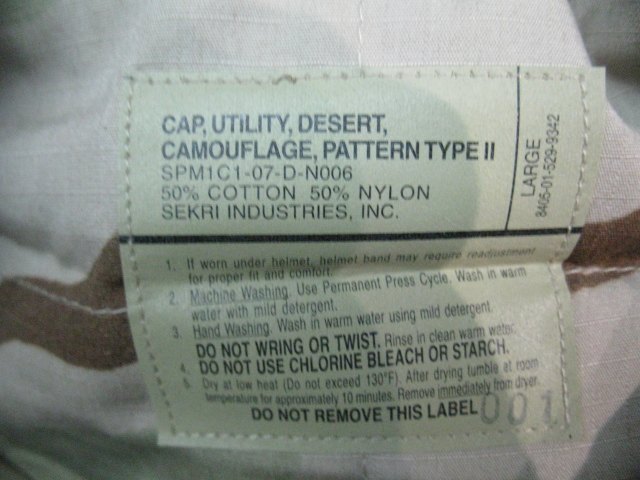 CAP, UTILITY, DESERT,
CAMOUFLAGE, PATTERN TYPE II
SPM1C1-07-D-N006
50% COTTON 50% NYLON
SEKRI INDUSTRIES, INC.
LARGE
8405-01-529-9342
1. If worn under helmet, helmet band may require readjustment
for proper fit and comfort.
2. Machine Washing. Use Permanent Press Cycle. Wash in warm
water with mild detergent.
3. Hand Washing. Wash in warm water using mild detergent.
DO NOT WRING OR TWIST. Rinse in clean warm water.
4. DO NOT USE CHLORINE BLEACH OR STARCH.
5. Dry at low heat (Do not exceed 130°F). After drying tumble at room
temperature for approximately 10 minutes. Remove immediately from dryer.
DO NOT REMOVE THIS LABEL 001